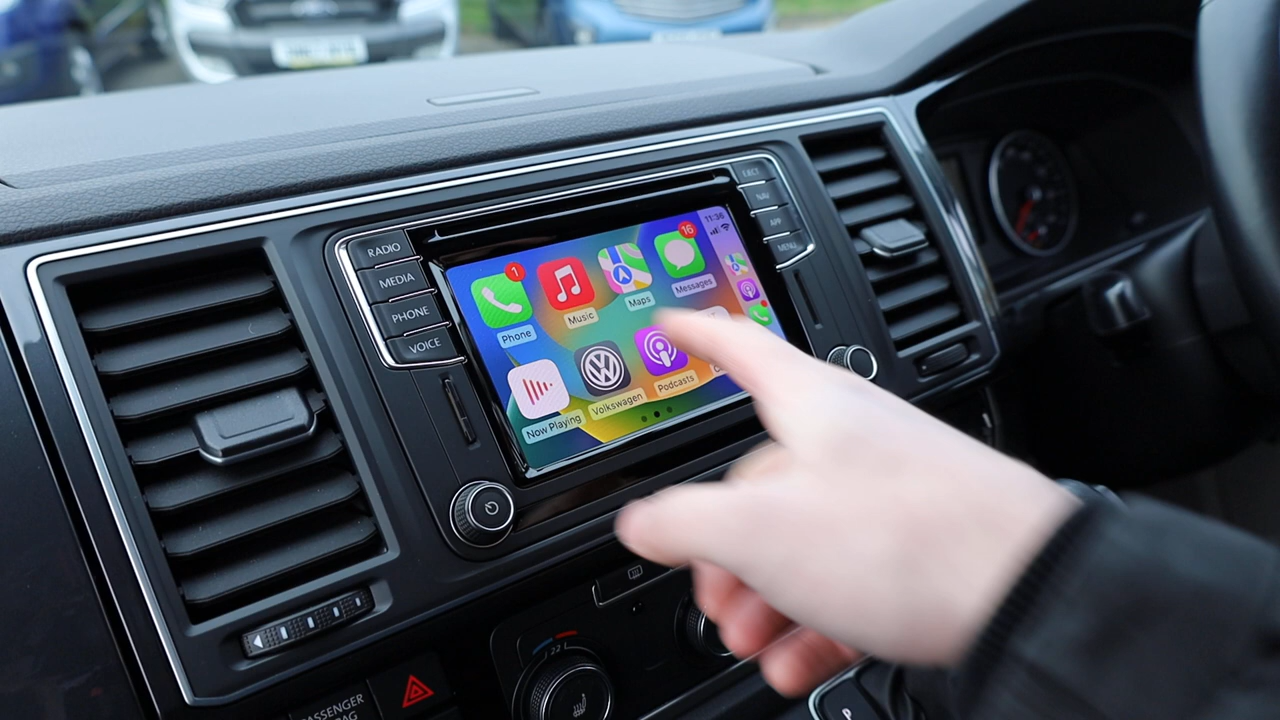 RADIO
MEDIA
PHONE
VOICE
EJECT
NAV
APP
MENU
11:36
1
16
Phone
Music
Maps
Messages
Now Playing
Volkswagen
Podcasts
22
PASSENGER
P